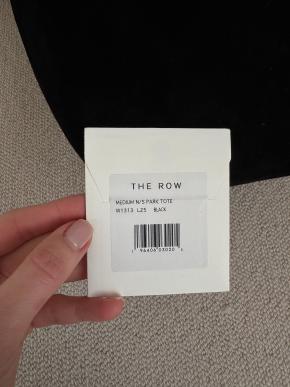 THE ROW
MEDIUM N/S PARK TOTE
W1313 L25 BLACK